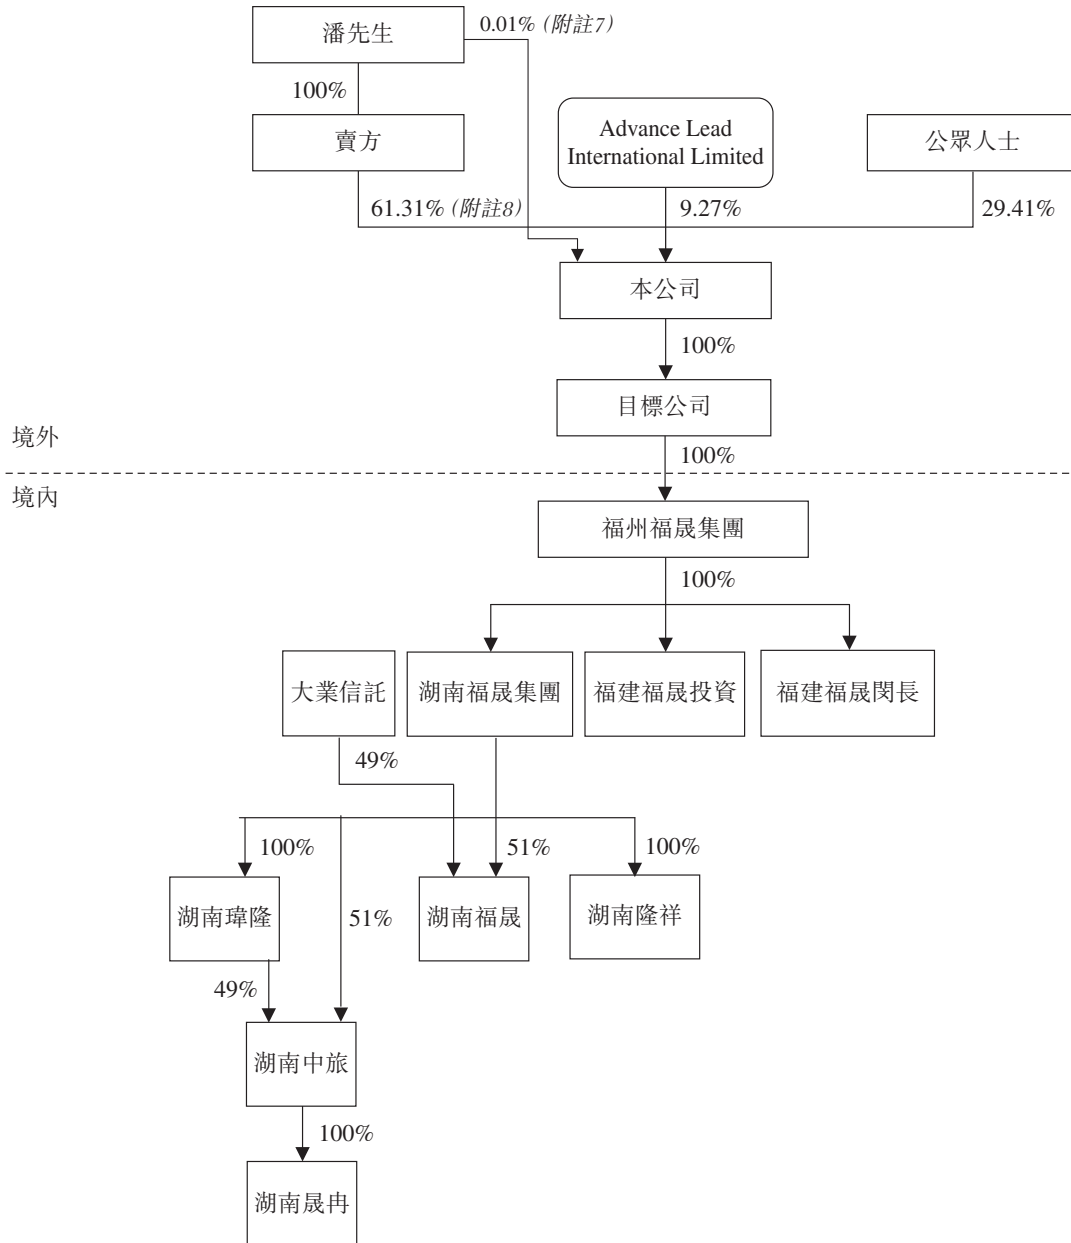 潘先生
0.01% (附註7)
100%
賣方
Advance Lead
International Limited
公眾人士
61.31% (附註8)
9.27%
29.41%
本公司
100%
目標公司
境外
100%
境內
福州福晟集團
100%
大業信託
湖南福晟集團
福建福晟投資
福建福晟閔長
49%
100%
51%
100%
湖南瑋隆
51%
湖南福晟
湖南隆祥
49%
湖南中旅
100%
湖南晟冉